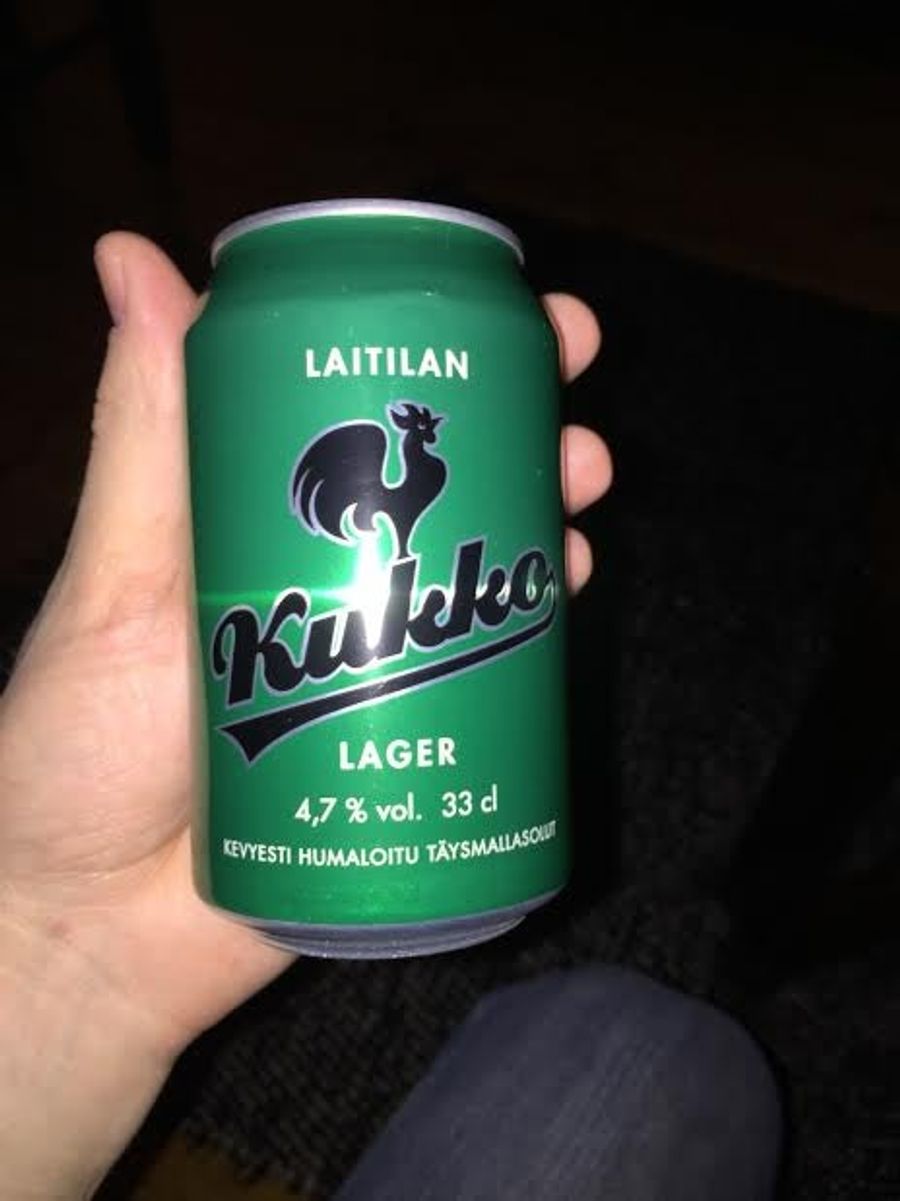 LAITILAN
Kukko
LAGER
4,7 % vol. 33 cl
KEVYESTI HUMALOITU TÄYSMALLASOLUT